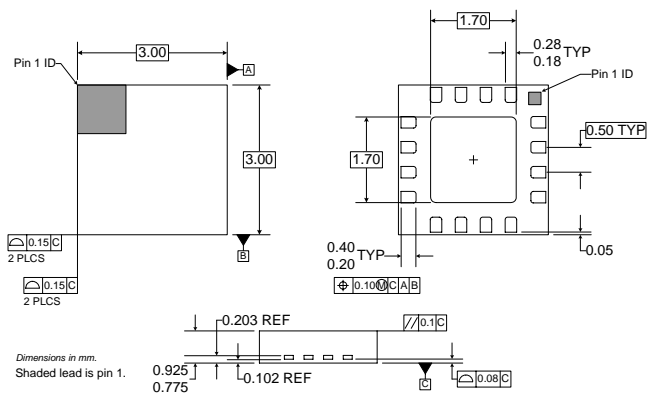 3.00
Pin 1 ID
A
3.00
B
0.15 C
2 PLCS
0.15 C
2 PLCS
1.70
0.28
0.18
TYP
Pin 1 ID
0.50 TYP
1.70
0.40
0.20
TYP
0.05
⌖ 0.10Ⓜ C A B
0.203 REF
// 0.1 C
Dimensions in mm.
Shaded lead is pin 1.
0.925
0.775
0.102 REF
C
0.08 C